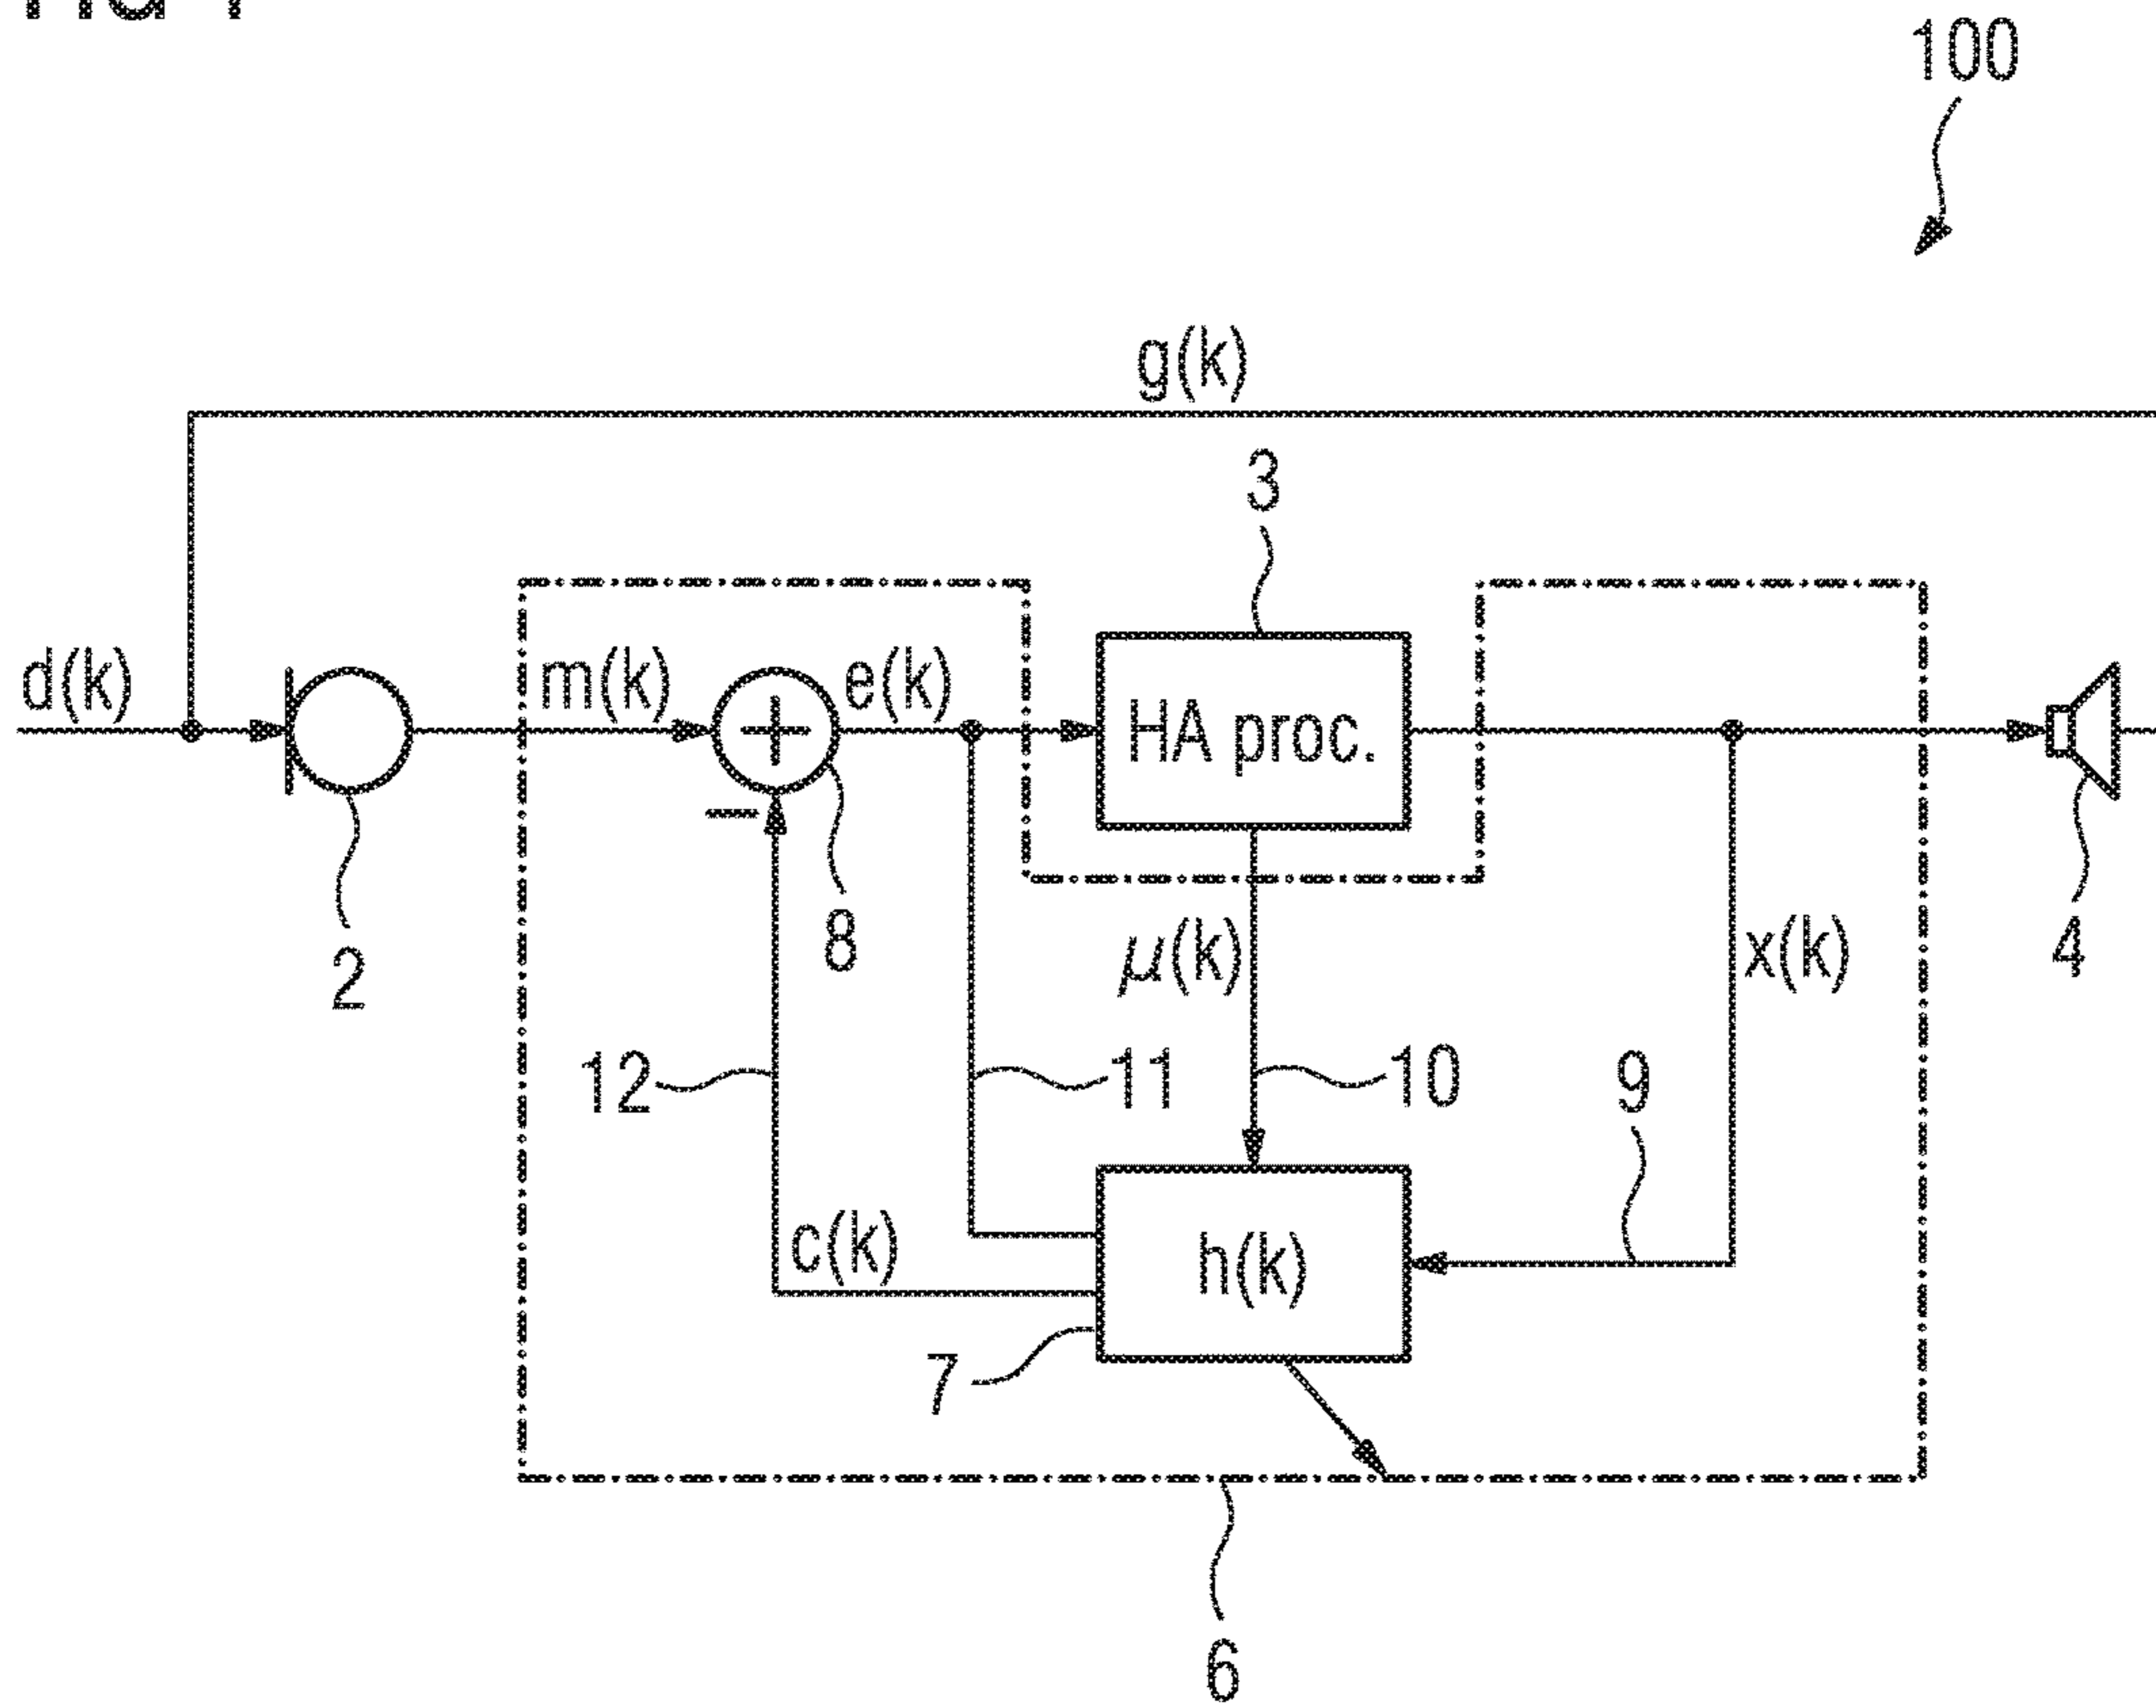 100
g(k)
3
d(k)
m(k)
e(k)
HA proc.
−
8
2
μ(k)
x(k)
4
12
11
10
9
c(k)
h(k)
7
6